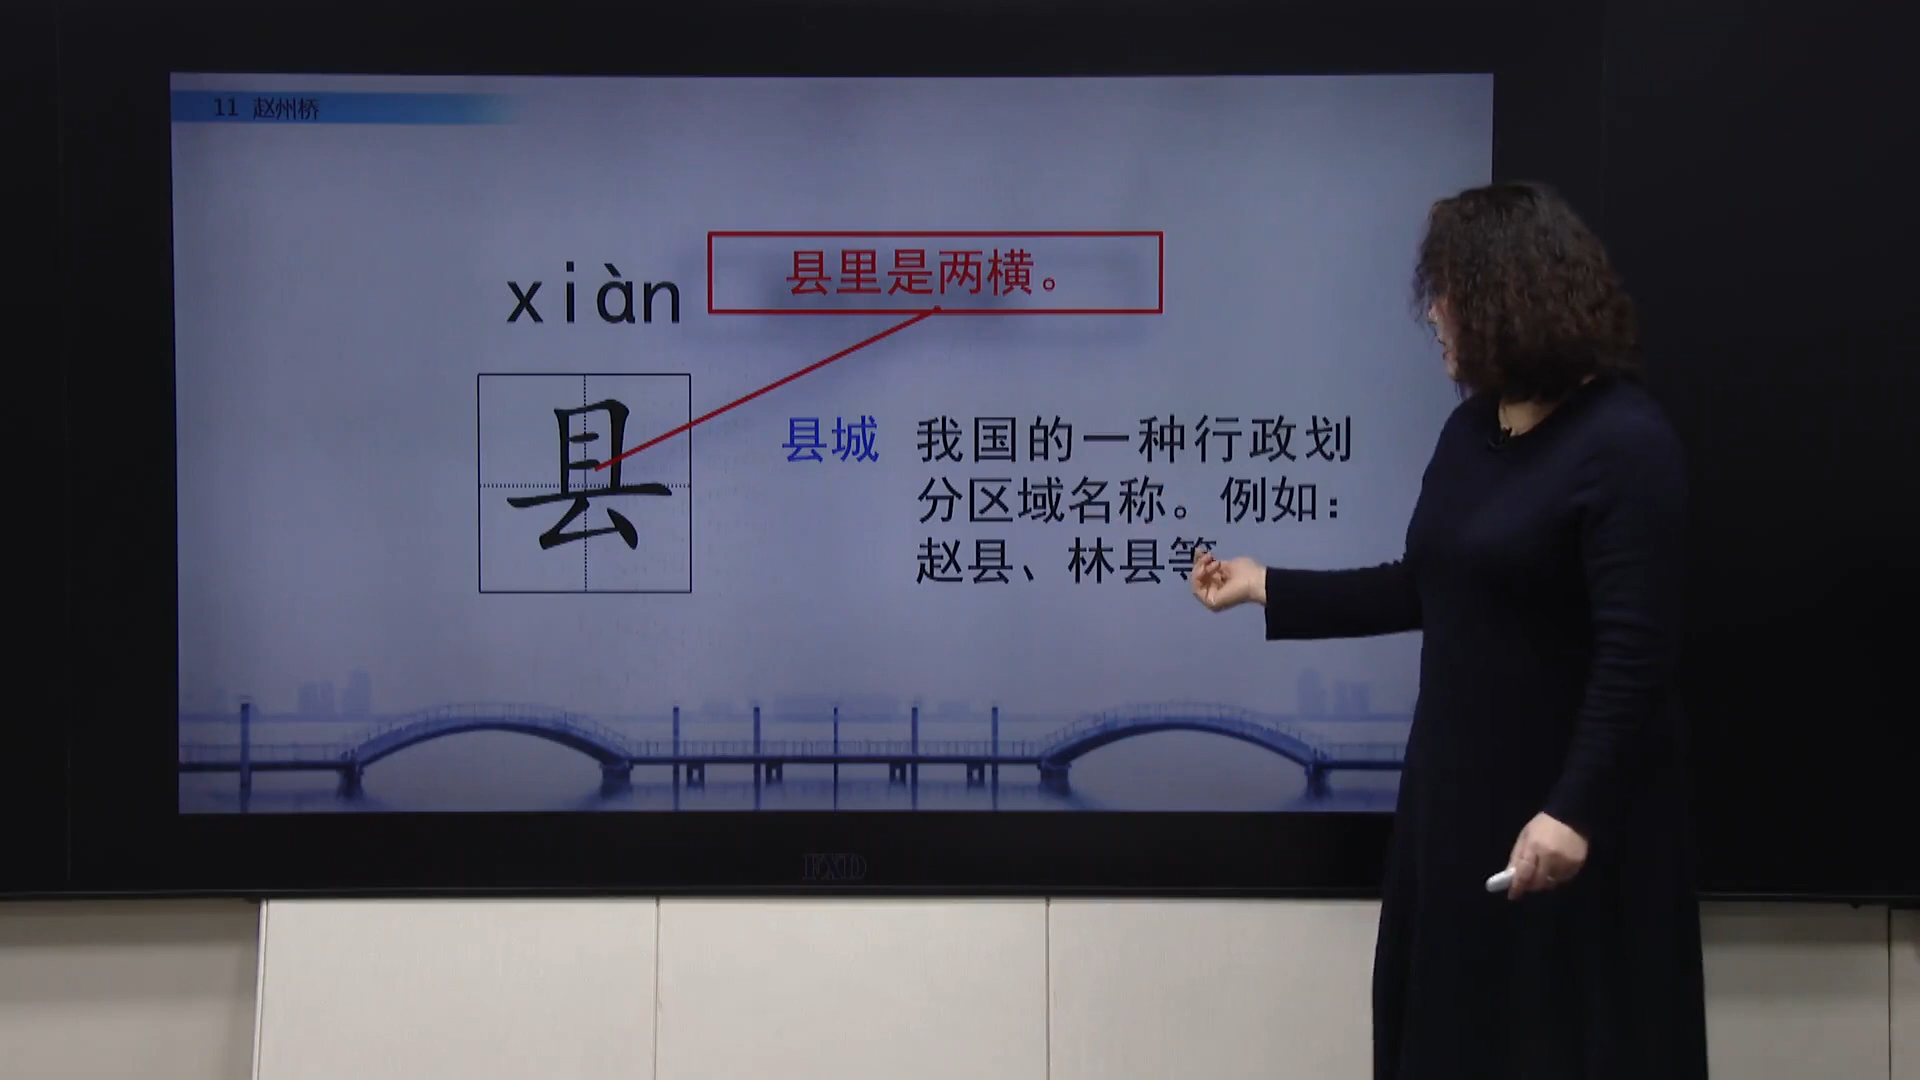 11 赵州桥
xiàn
县里是两横。
县
县城 我国的一种行政划
分区域名称。例如：
赵县、林县等
EXD